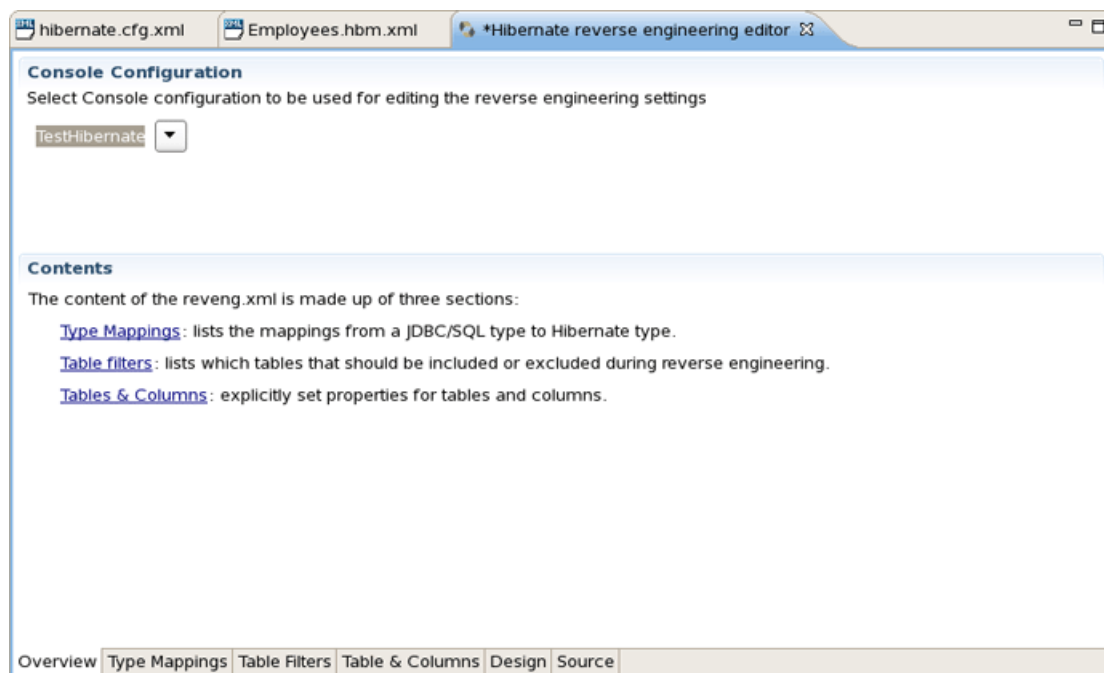 hibernate.cfg.xml Employees.hbm.xml *Hibernate reverse engineering editor
Console Configuration
Select Console configuration to be used for editing the reverse engineering settings
TestHibernate
Contents
The content of the reveng.xml is made up of three sections:
Type Mappings: lists the mappings from a JDBC/SQL type to Hibernate type.
Table filters: lists which tables that should be included or excluded during reverse engineering.
Tables & Columns: explicitly set properties for tables and columns.
Overview Type Mappings Table Filters Table & Columns Design Source